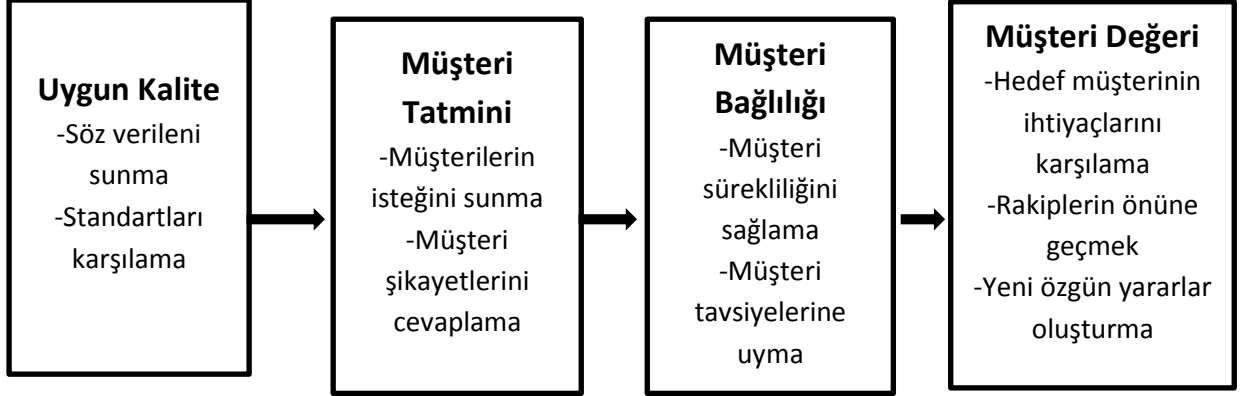 Uygun Kalite
-Söz verileni
sunma
-Standartları
karşılama
Müşteri
Tatmini
-Müşterilerin
isteğini sunma
-Müşteri
şikayetlerini
cevaplama
Müşteri
Bağlılığı
-Müşteri
sürekliliğini
sağlama
-Müşteri
tavsiyelerine
uyma
Müşteri Değeri
-Hedef müşterinin
ihtiyaçlarını
karşılama
-Rakiplerin önüne
geçmek
-Yeni özgün yararlar
oluşturma